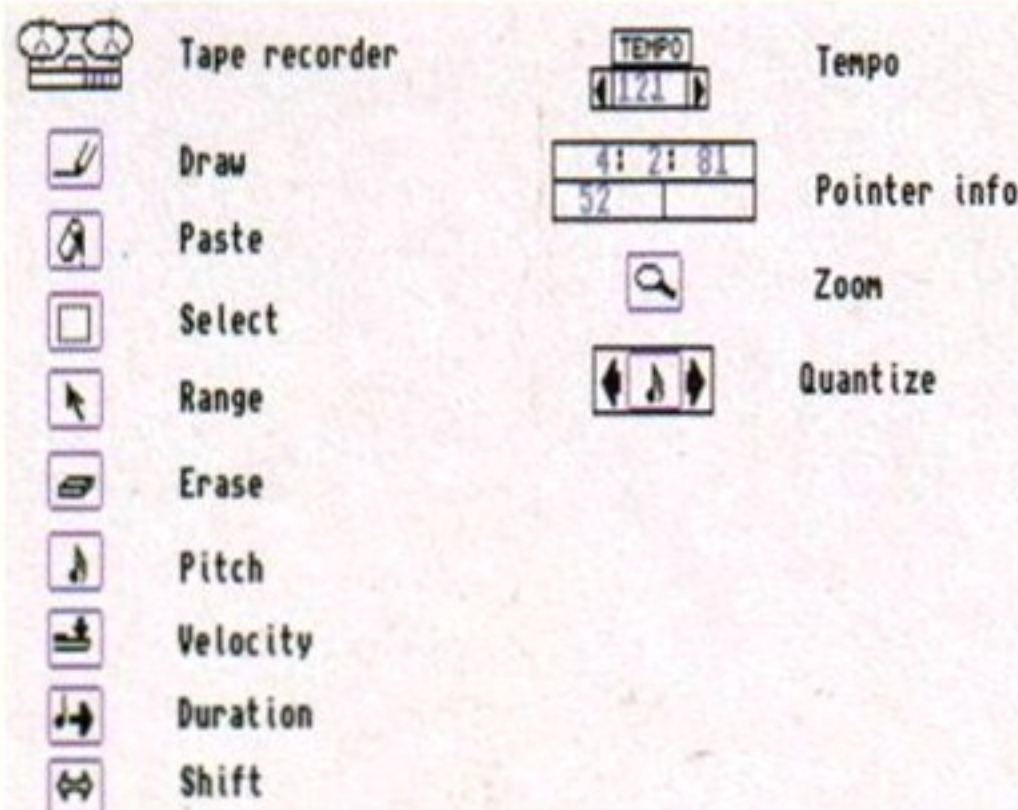 Tape recorder
Draw
Paste
Select
Range
Erase
Pitch
Velocity
Duration
Shift
TEMPO
121
Tempo
4: 2: 81
52
Pointer info
Zoom
Quantize